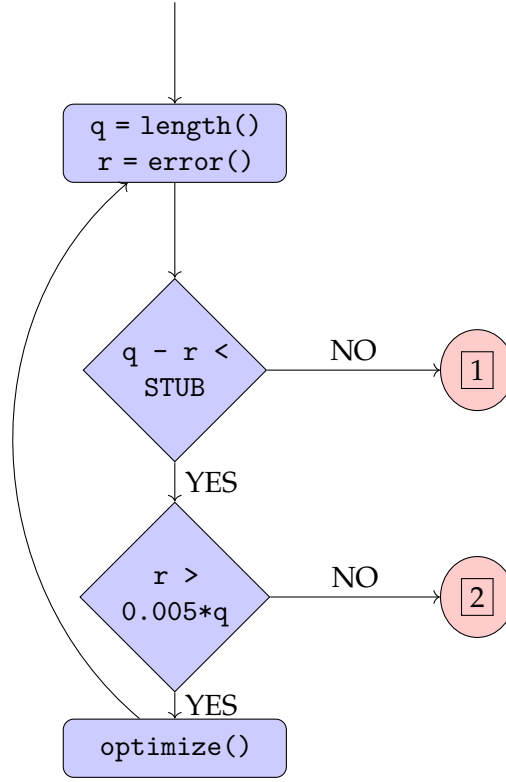 q = length()
r = error()
q - r <
STUB
NO
1
YES
r >
0.005*q
NO
2
YES
optimize()